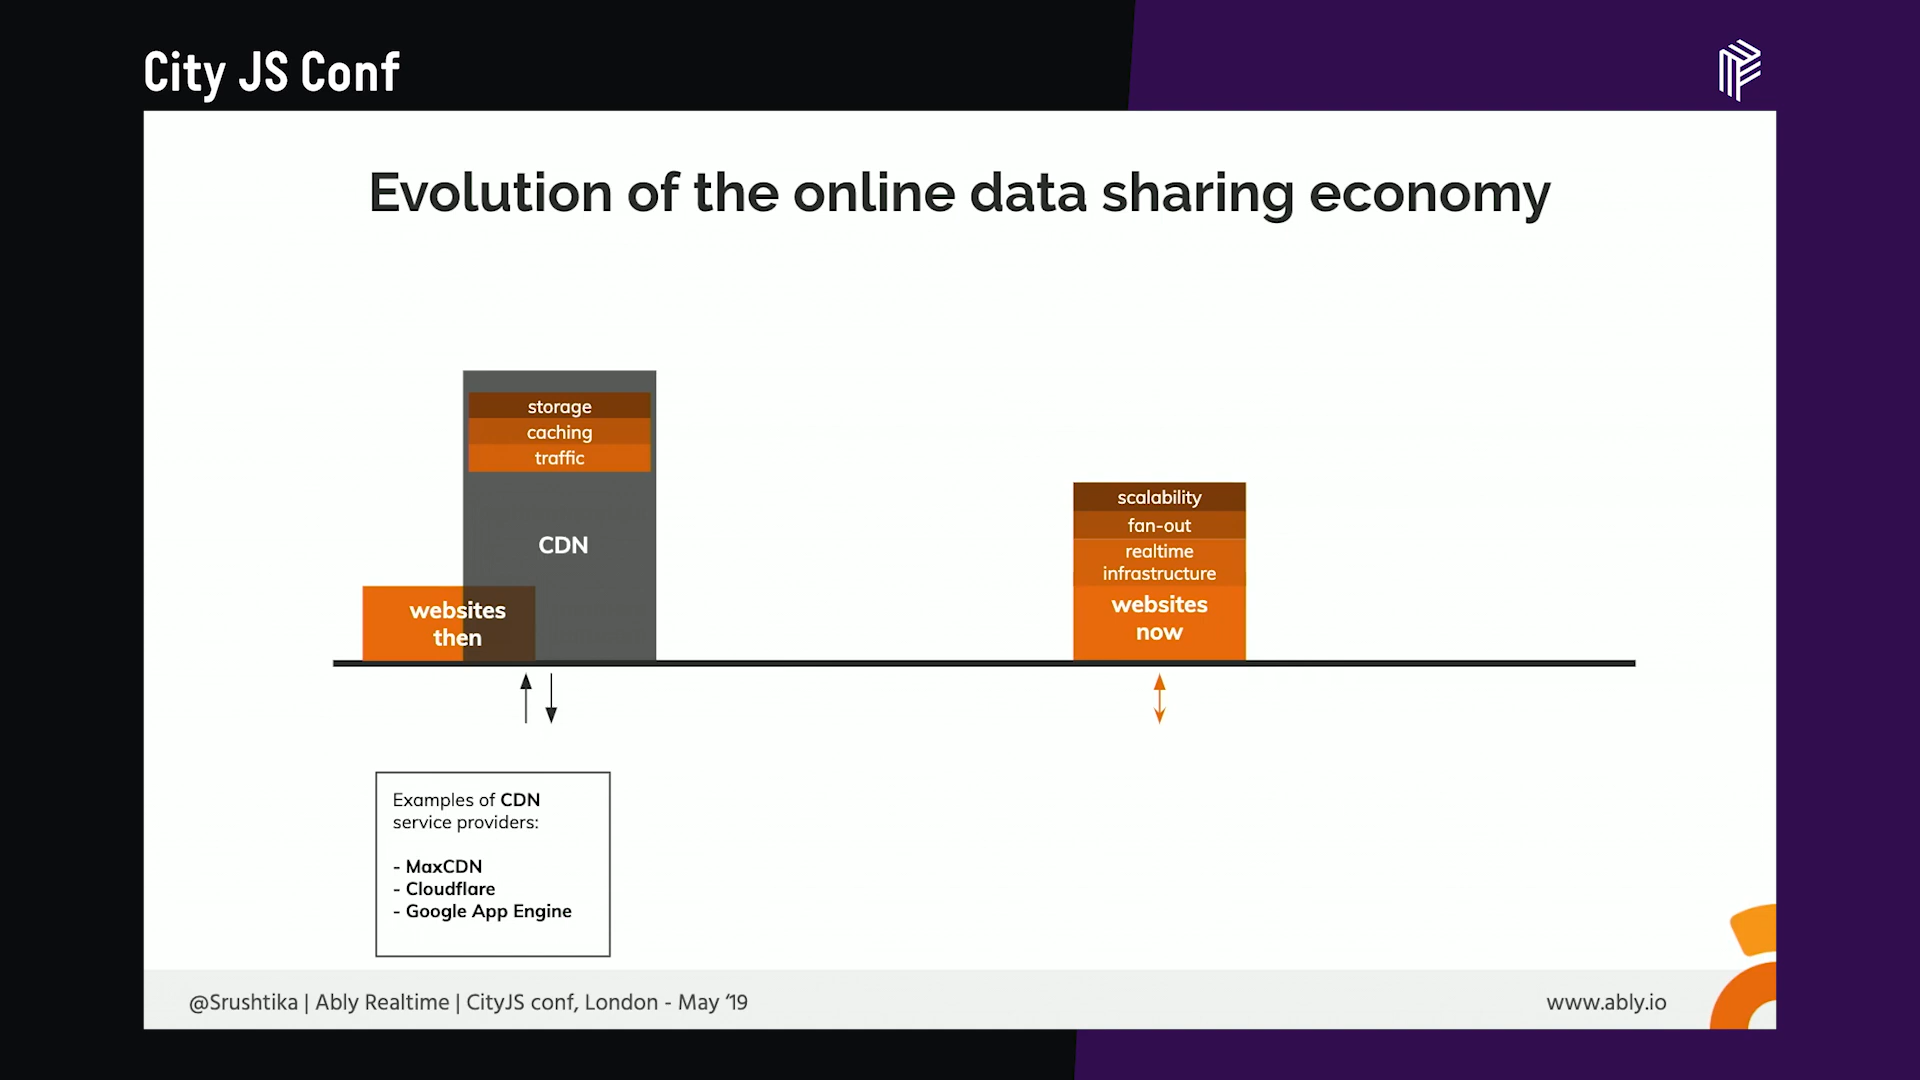 City JS Conf
Evolution of the online data sharing economy
storage
caching
traffic
CDN
websites
then
scalability
fan-out
realtime
infrastructure
websites
now
Examples of CDN
service providers:
- MaxCDN
- Cloudflare
- Google App Engine
@Srushtika | Ably Realtime | CityJS conf, London - May ‘19
www.ably.io